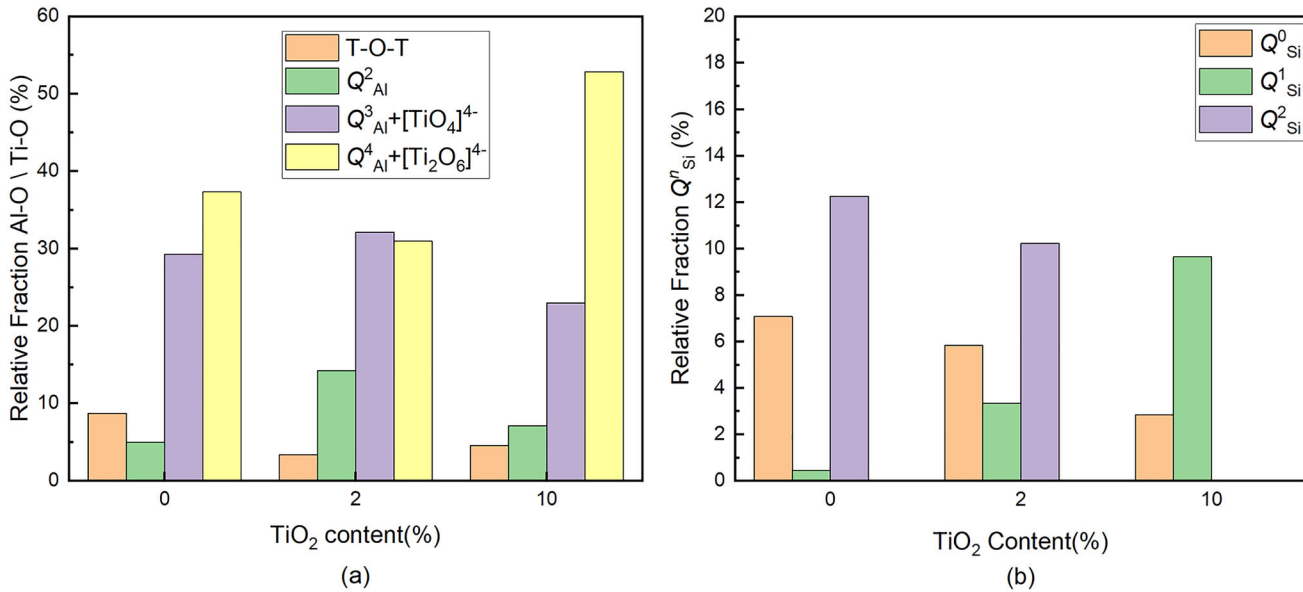 60
50
40
30
20
10
0
Relative Fraction Al-O \ Ti-O (%)
T-O-T
Q²Al
Q³Al+[TiO₄]⁴⁻
Q⁴Al+[Ti₂O₆]⁴⁻
0 2 10
TiO₂ content(%)
(a)
20
18
16
14
12
10
8
6
4
2
0
Relative Fraction QⁿSi (%)
Q⁰Si
Q¹Si
Q²Si
0 2 10
TiO₂ Content(%)
(b)